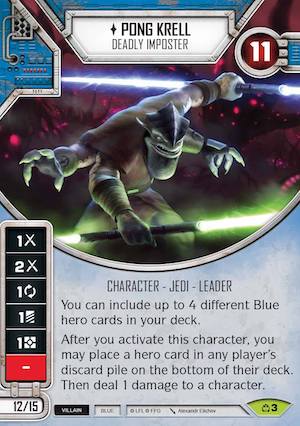 PONG KRELL
DEADLY IMPOSTER
11
1
2
1
1
1
-
CHARACTER - JEDI - LEADER
You can include up to 4 different Blue
hero cards in your deck.
After you activate this character, you
may place a hero card in any player's
discard pile on the bottom of their deck.
Then deal 1 damage to a character.
12/15
VILLAIN
BLUE
© LFL © FFG
Alexandr Elichev
3